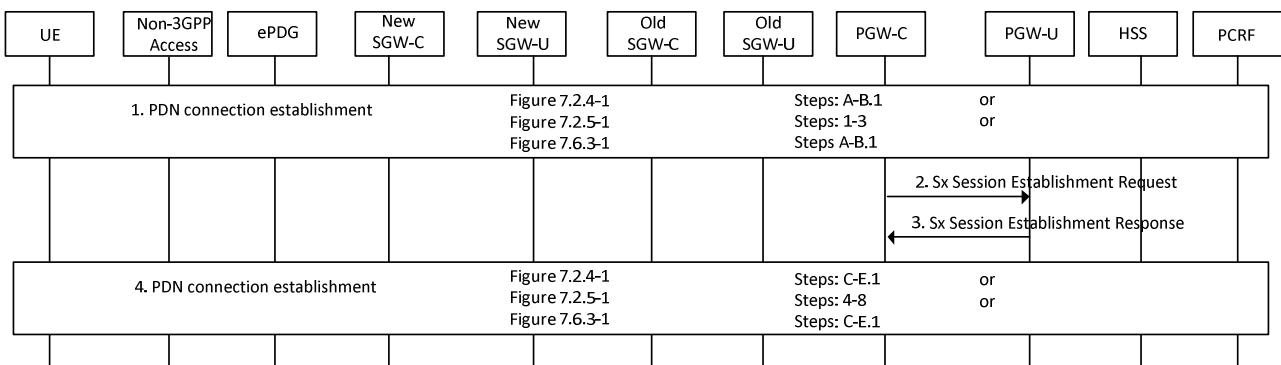 UE
Non-3GPP
Access
ePDG
New
SGW-C
New
SGW-U
Old
SGW-C
Old
SGW-U
PGW-C
PGW-U
HSS
PCRF
1. PDN connection establishment
Figure 7.2.4-1 Steps: A-B.1 or
Figure 7.2.5-1 Steps: 1-3 or
Figure 7.6.3-1 Steps A-B.1
2. Sx Session Establishment Request
3. Sx Session Establishment Response
4. PDN connection establishment
Figure 7.2.4-1 Steps: C-E.1 or
Figure 7.2.5-1 Steps: 4-8 or
Figure 7.6.3-1 Steps: C-E.1